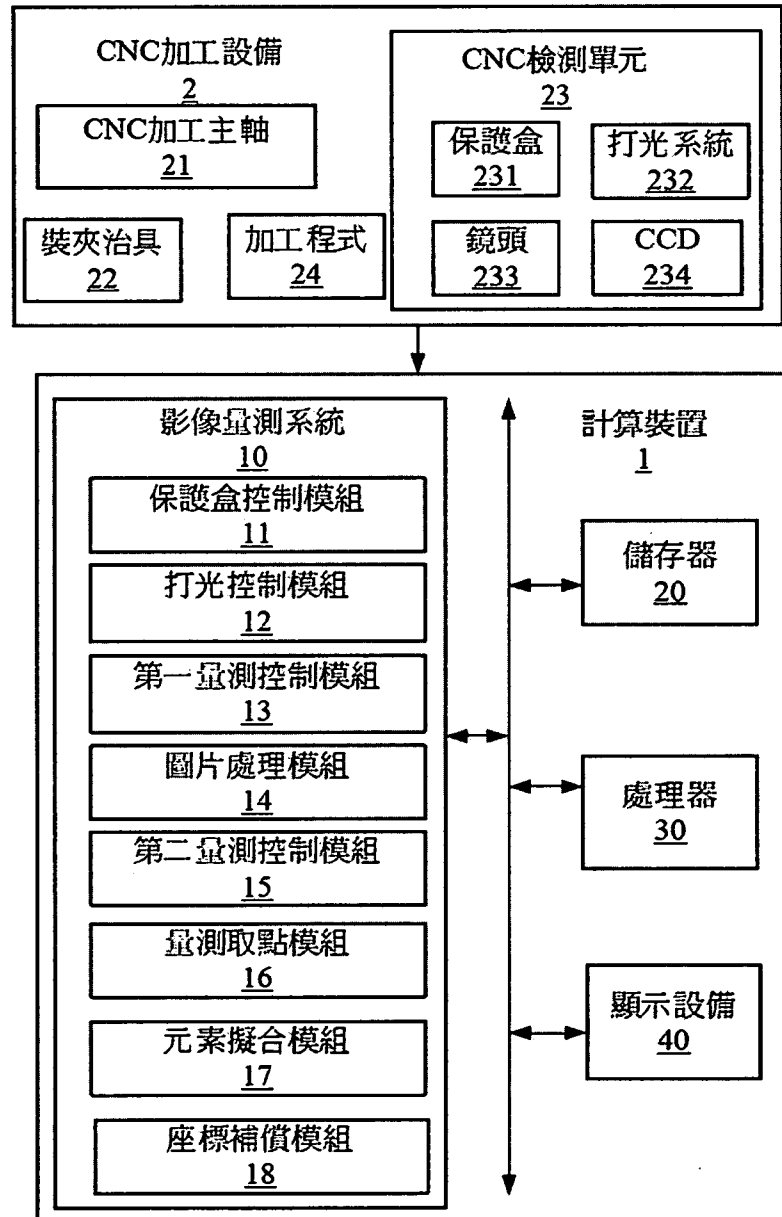 CNC加工設備
2
CNC加工主軸
21
裝夾治具
22
加工程式
24
CNC檢測單元
23
保護盒
231
打光系統
232
鏡頭
233
CCD
234
影像量測系統
10
保護盒控制模組
11
打光控制模組
12
第一量測控制模組
13
圖片處理模組
14
第二量測控制模組
15
量測取點模組
16
元素擬合模組
17
座標補償模組
18
計算裝置
1
儲存器
20
處理器
30
顯示設備
40